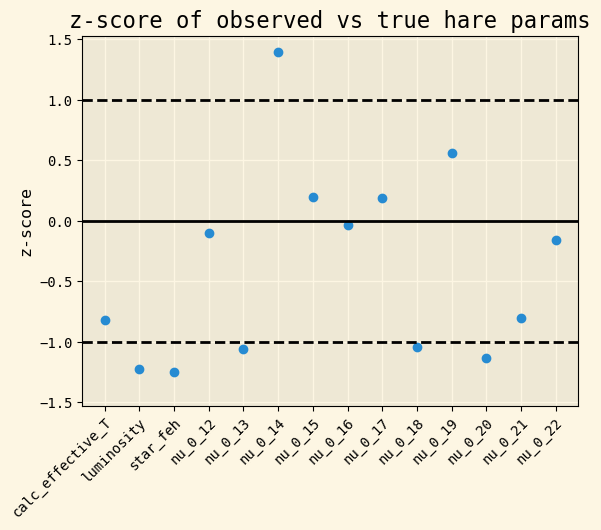 z-score of observed vs true hare params
z-score
1.5
1.0
0.5
0.0
−0.5
−1.0
−1.5
calc_effective_T
luminosity
star_feh
nu_0_12
nu_0_13
nu_0_14
nu_0_15
nu_0_16
nu_0_17
nu_0_18
nu_0_19
nu_0_20
nu_0_21
nu_0_22